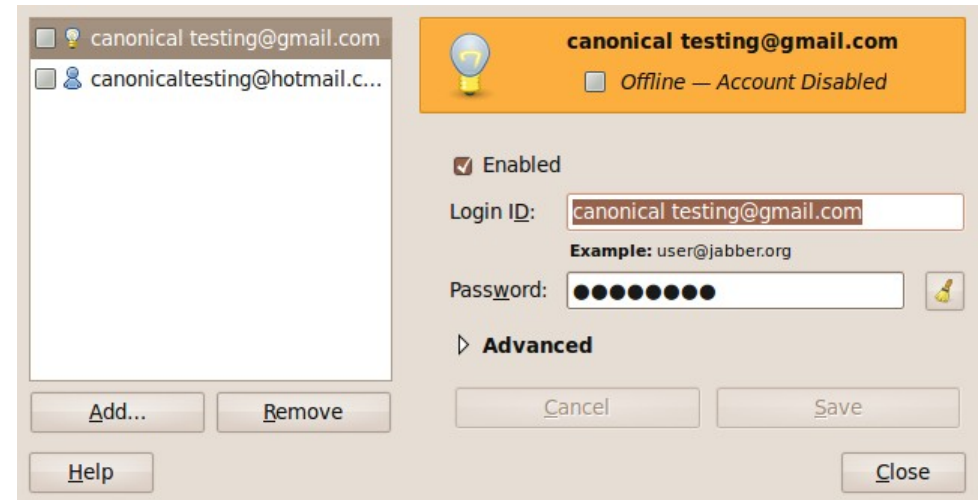 canonical testing@gmail.com
canonicaltesting@hotmail.c...
Add...
Remove
Help
canonical testing@gmail.com
Offline — Account Disabled
Enabled
Login ID:
canonical testing@gmail.com
Example: user@jabber.org
Password:
●●●●●●●●
Advanced
Cancel
Save
Close